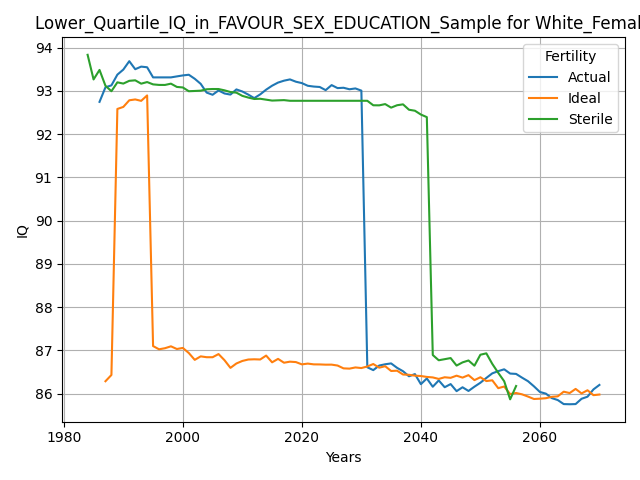 Lower_Quartile_IQ_in_FAVOUR_SEX_EDUCATION_Sample for White_Femal
94
93
92
91
90
89
88
87
86
IQ
Fertility
Actual
Ideal
Sterile
1980
2000
2020
2040
2060
Years